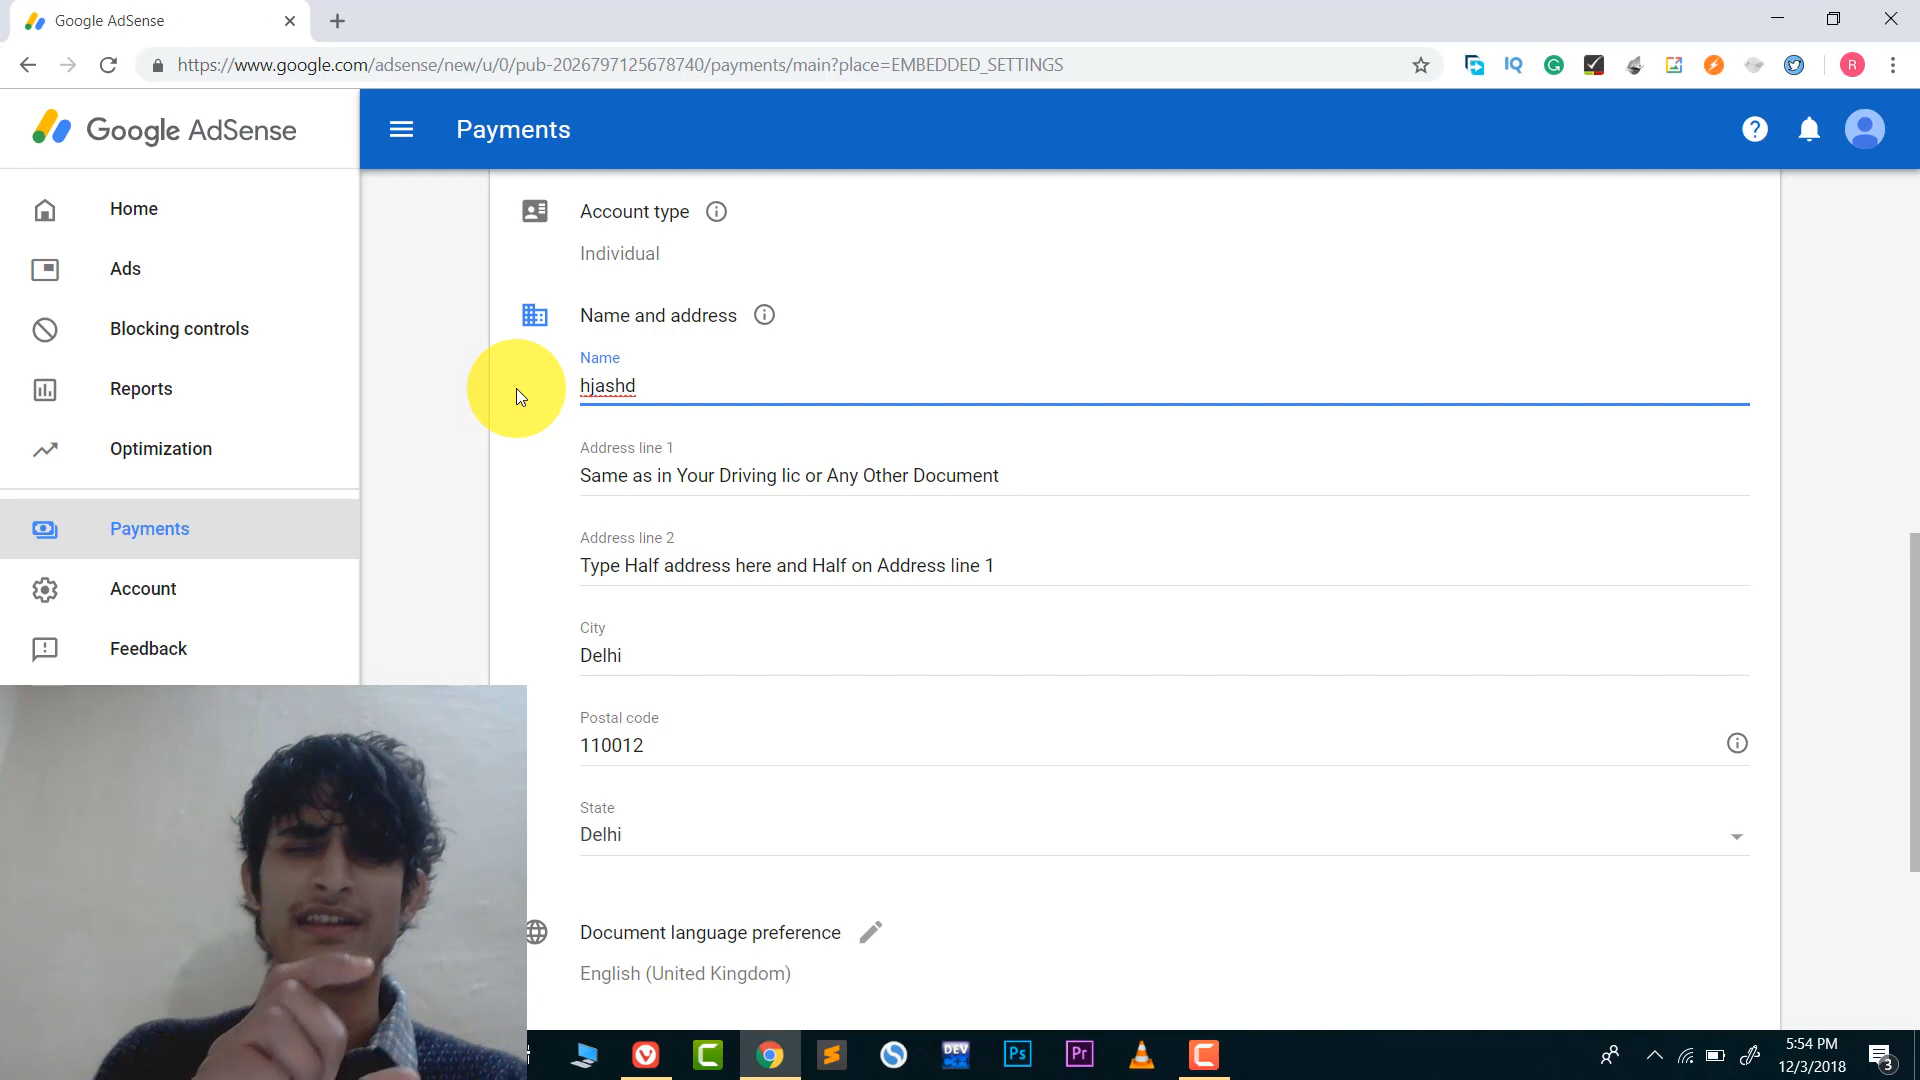 Google AdSense
https://www.google.com/adsense/new/u/0/pub-2026797125678740/payments/main?place=EMBEDDED_SETTINGS
IQ
R
Google AdSense
Payments
Home
Ads
Blocking controls
Reports
Optimization
Payments
Account
Feedback
Account type
Individual
Name and address
Name
hjashd
Address line 1
Same as in Your Driving lic or Any Other Document
Address line 2
Type Half address here and Half on Address line 1
City
Delhi
Postal code
110012
State
Delhi
Document language preference
English (United Kingdom)
DEV
Ps
Pr
5:54 PM
12/3/2018
3